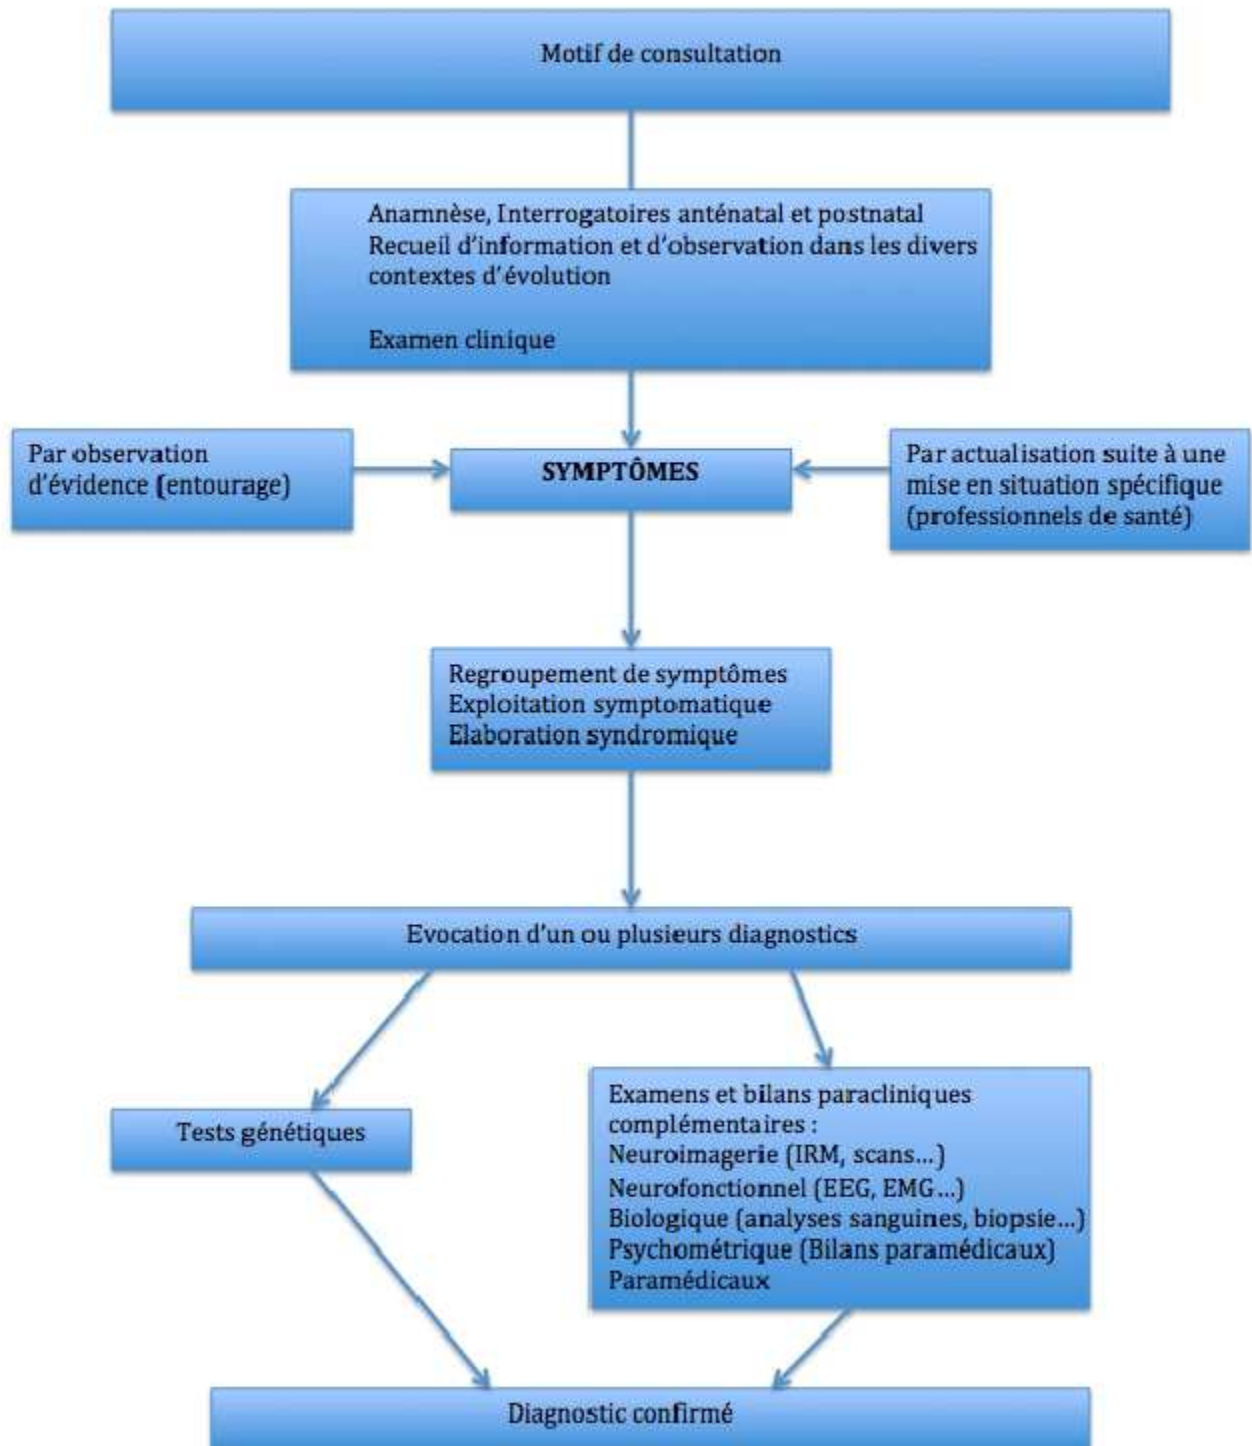 Motif de consultation
Anamnèse, Interrogatoires anténatal et postnatal
Recueil d'information et d'observation dans les divers
contextes d'évolution
Examen clinique
Par observation
d'évidence (entourage)
SYMPTÔMES
Par actualisation suite à une
mise en situation spécifique
(professionnels de santé)
Regroupement de symptômes
Exploitation symptomatique
Elaboration syndromique
Evocation d'un ou plusieurs diagnostics
Tests génétiques
Examens et bilans paracliniques
complémentaires :
Neuroimagerie (IRM, scans...)
Neurofonctionnel (EEG, EMG...)
Biologique (analyses sanguines, biopsie...)
Psychométrique (Bilans paramédicaux)
Paramédicaux
Diagnostic confirmé